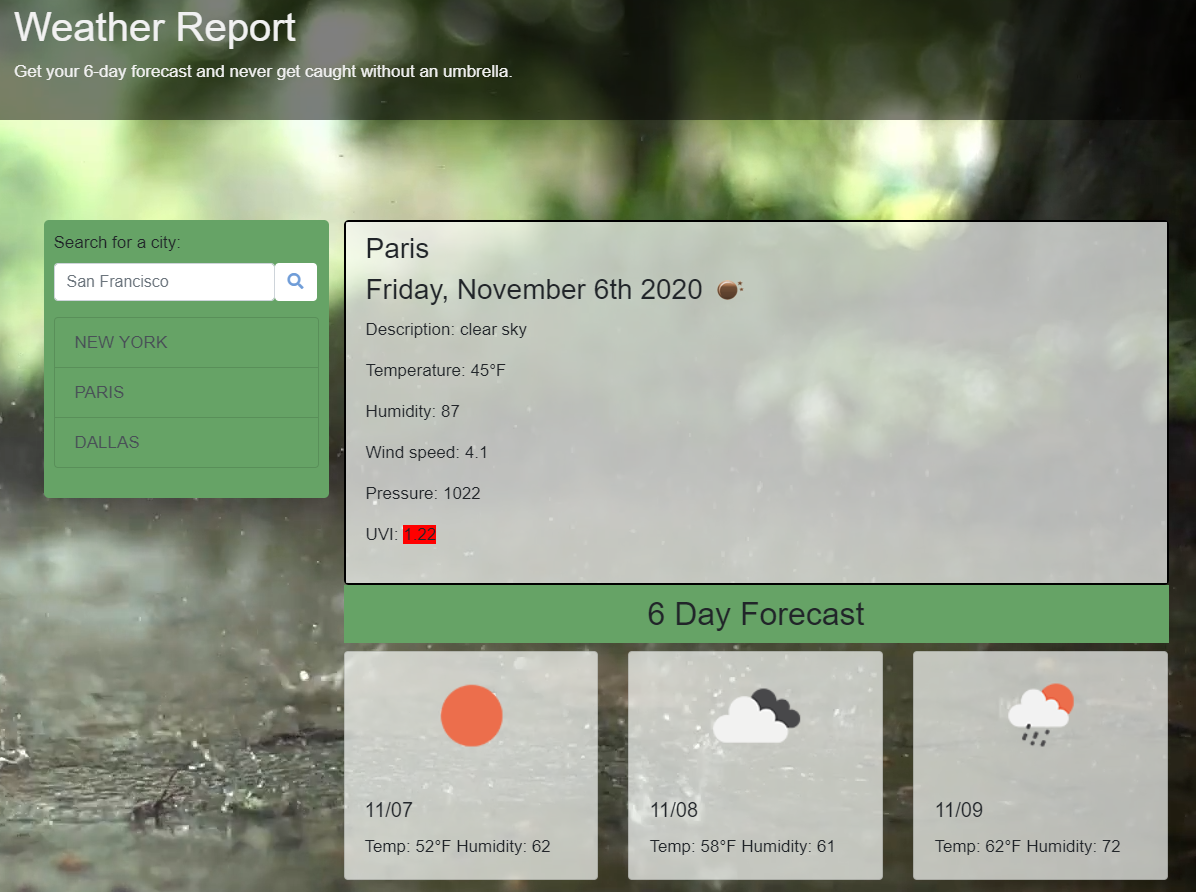 Weather Report
Get your 6-day forecast and never get caught without an umbrella.
Search for a city:
San Francisco
NEW YORK
PARIS
DALLAS
Paris
Friday, November 6th 2020
Description: clear sky
Temperature: 45°F
Humidity: 87
Wind speed: 4.1
Pressure: 1022
UVI: 1.22
6 Day Forecast
11/07
Temp: 52°F Humidity: 62
11/08
Temp: 58°F Humidity: 61
11/09
Temp: 62°F Humidity: 72